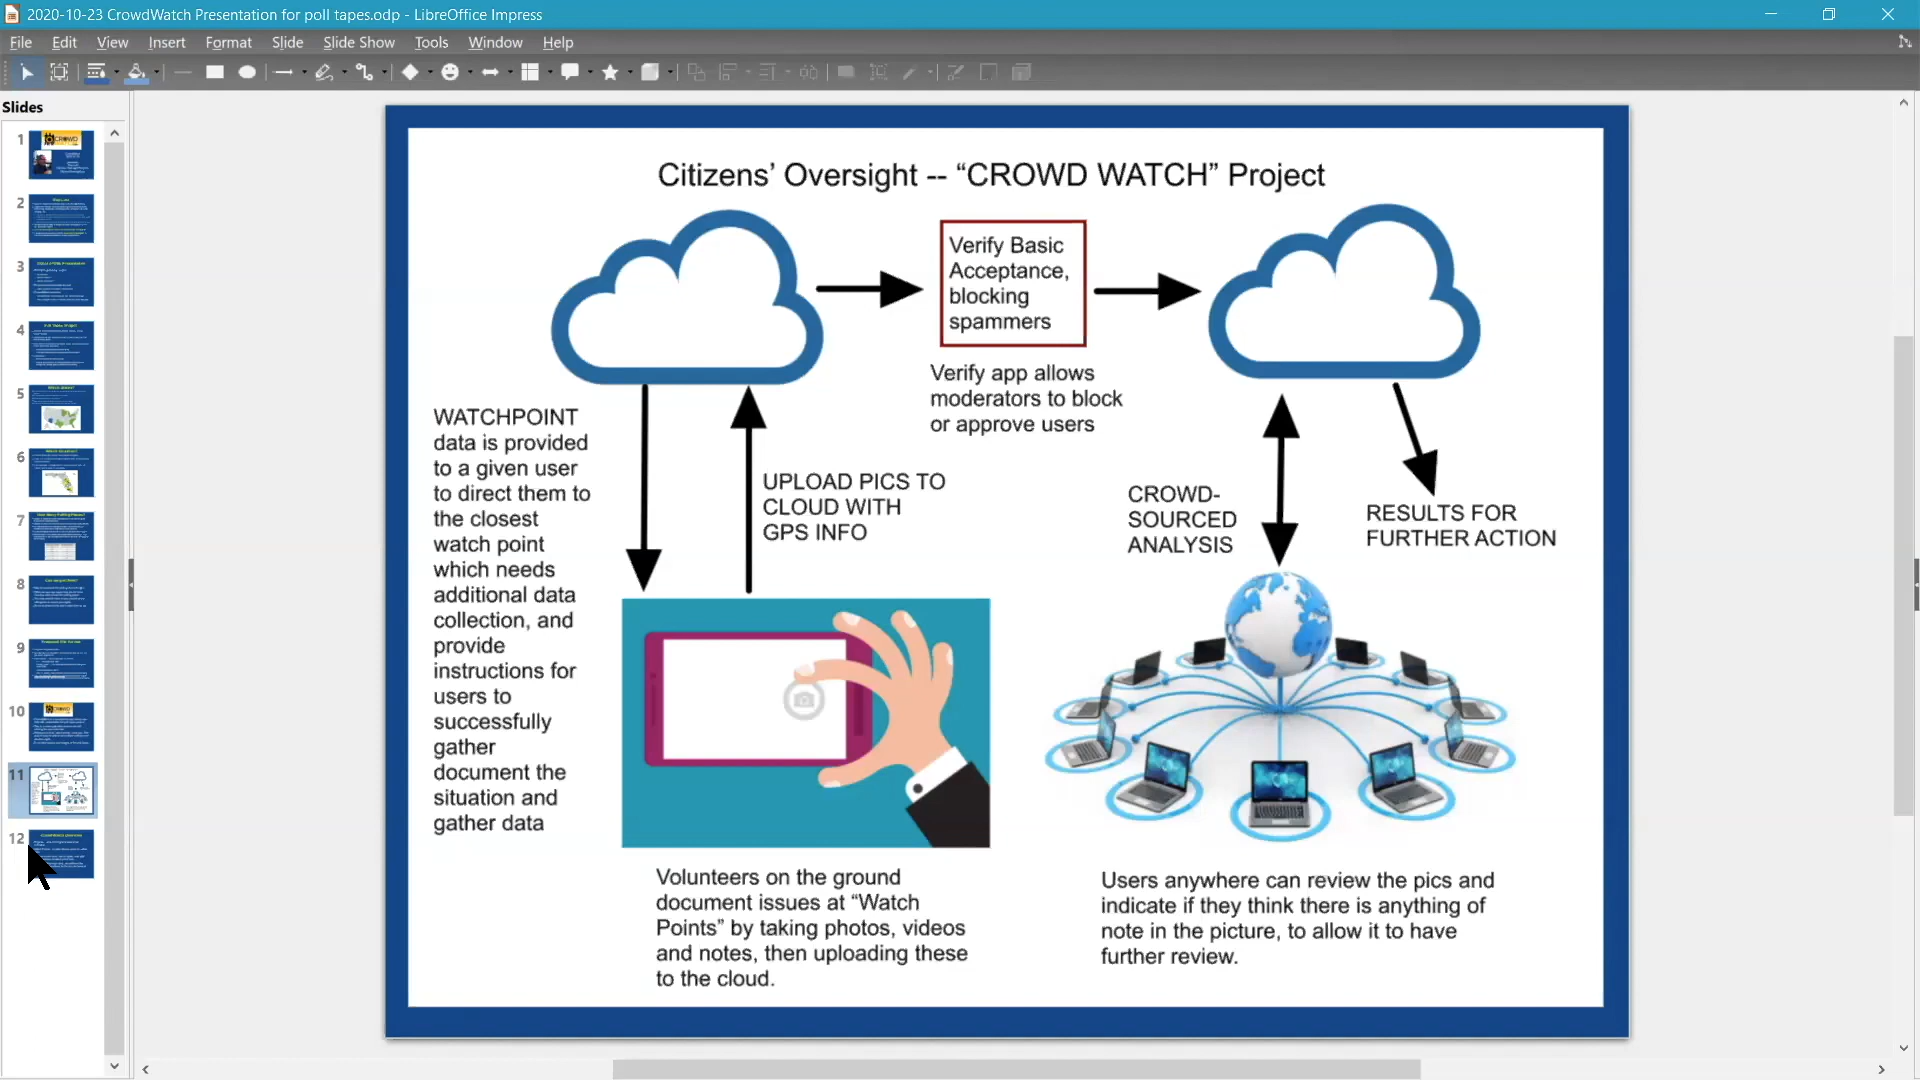 2020-10-23 CrowdWatch Presentation for poll tapes.odp - LibreOffice Impress
File Edit View Insert Format Slide Slide Show Tools Window Help
Slides
1
2
3
4
5
6
7
8
9
10
11
12
Citizens’ Oversight -- “CROWD WATCH” Project
Verify Basic
Acceptance,
blocking
spammers
Verify app allows
moderators to block
or approve users
WATCHPOINT
data is provided
to a given user
to direct them to
the closest
watch point
which needs
additional data
collection, and
provide
instructions for
users to
successfully
gather
document the
situation and
gather data
UPLOAD PICS TO
CLOUD WITH
GPS INFO
CROWD-
SOURCED
ANALYSIS
RESULTS FOR
FURTHER ACTION
Volunteers on the ground
document issues at “Watch
Points” by taking photos, videos
and notes, then uploading these
to the cloud.
Users anywhere can review the pics and
indicate if they think there is anything of
note in the picture, to allow it to have
further review.